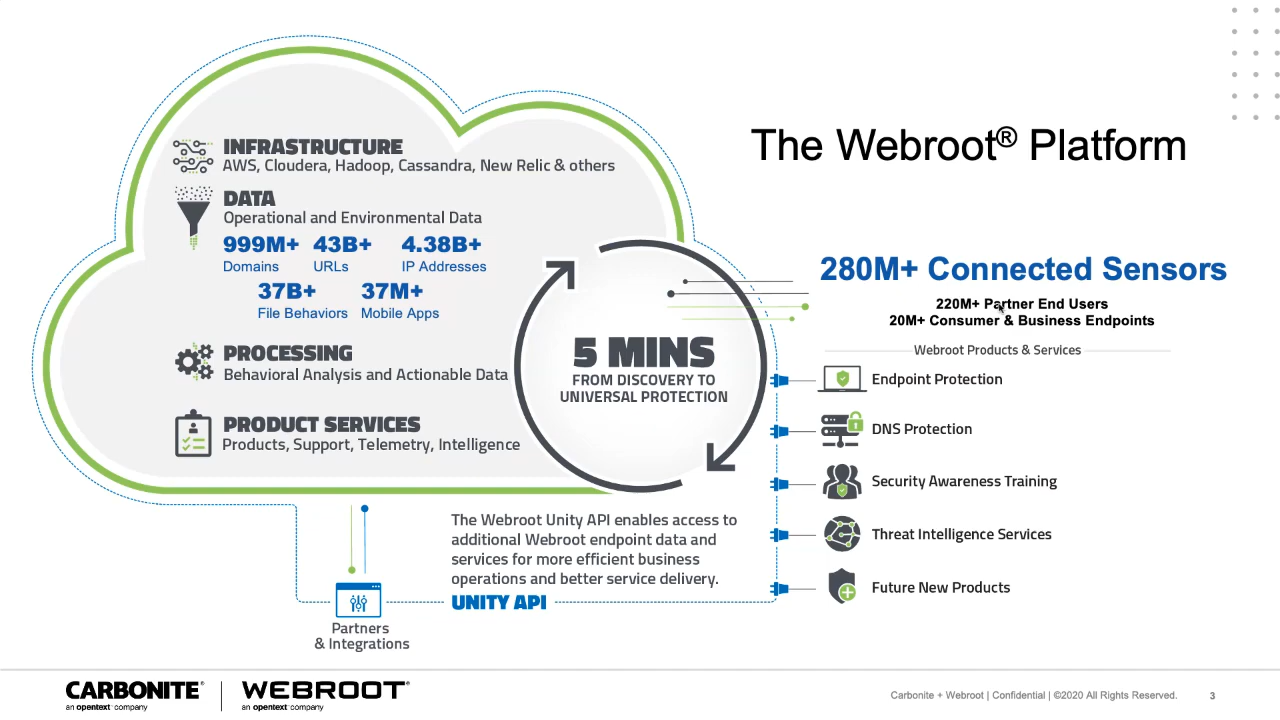 The Webroot® Platform
INFRASTRUCTURE
AWS, Cloudera, Hadoop, Cassandra, New Relic & others
DATA
Operational and Environmental Data
999M+ 43B+ 4.38B+
Domains URLs IP Addresses
37B+ 37M+
File Behaviors Mobile Apps
PROCESSING
Behavioral Analysis and Actionable Data
PRODUCT SERVICES
Products, Support, Telemetry, Intelligence
5 MINS
FROM DISCOVERY TO
UNIVERSAL PROTECTION
280M+ Connected Sensors
220M+ Partner End Users
20M+ Consumer & Business Endpoints
Webroot Products & Services
Endpoint Protection
DNS Protection
Security Awareness Training
Threat Intelligence Services
Future New Products
The Webroot Unity API enables access to
additional Webroot endpoint data and
services for more efficient business
operations and better service delivery.
UNITY API
Partners
& Integrations
CARBONITE®
an opentext™company
WEBROOT®
an opentext™company
Carbonite + Webroot | Confidential | ©2020 All Rights Reserved. 3